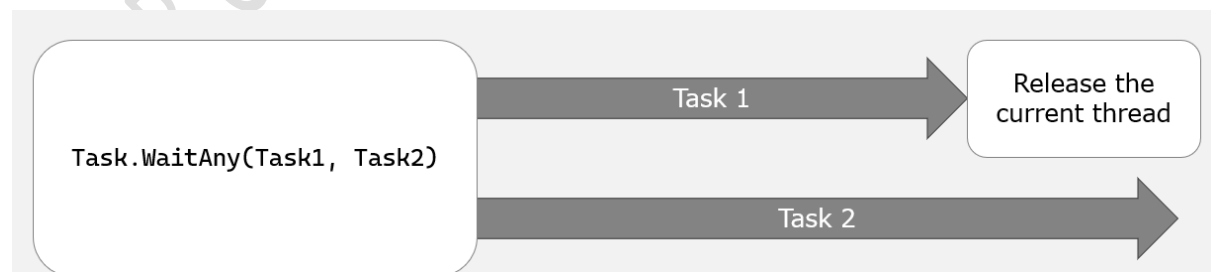 Task.WaitAny(Task1, Task2)
Task 1
Release the
current thread
Task 2